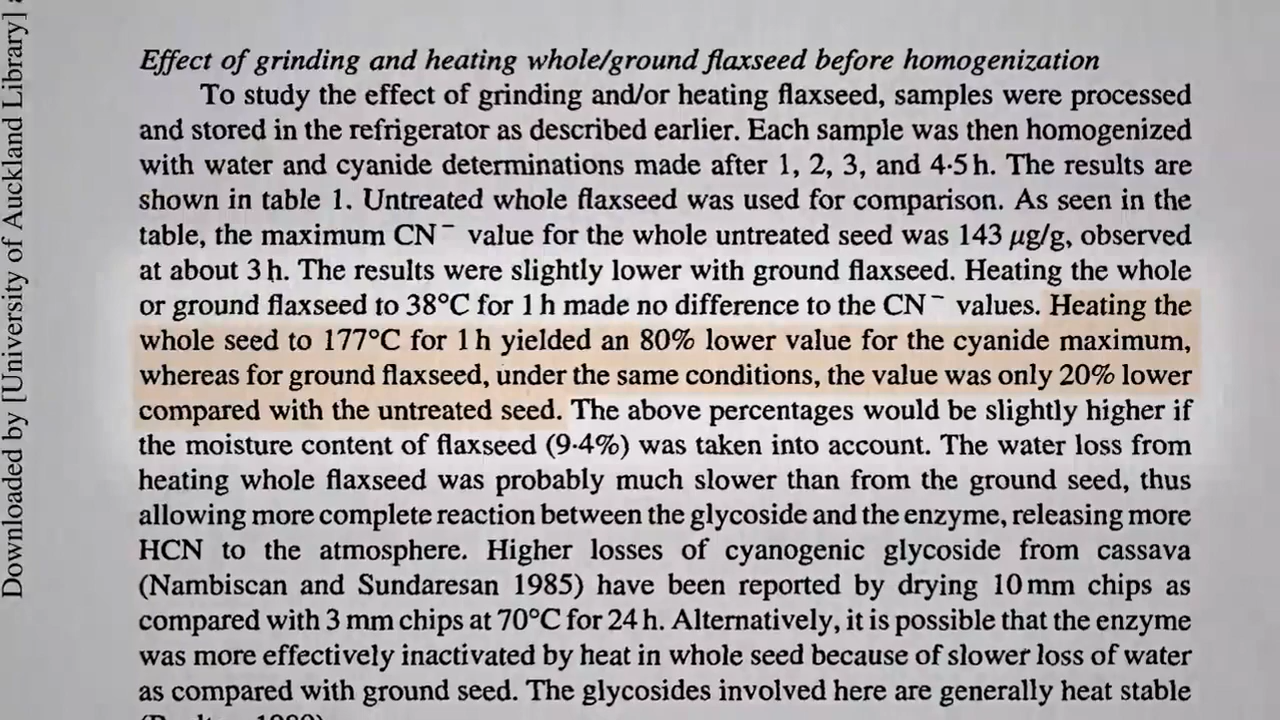 Downloaded by [University of Auckland Library]
Effect of grinding and heating whole/ground flaxseed before homogenization
To study the effect of grinding and/or heating flaxseed, samples were processed
and stored in the refrigerator as described earlier. Each sample was then homogenized
with water and cyanide determinations made after 1, 2, 3, and 4·5 h. The results are
shown in table 1. Untreated whole flaxseed was used for comparison. As seen in the
table, the maximum CN⁻ value for the whole untreated seed was 143 µg/g, observed
at about 3 h. The results were slightly lower with ground flaxseed. Heating the whole
or ground flaxseed to 38°C for 1 h made no difference to the CN⁻ values. Heating the
whole seed to 177°C for 1 h yielded an 80% lower value for the cyanide maximum,
whereas for ground flaxseed, under the same conditions, the value was only 20% lower
compared with the untreated seed. The above percentages would be slightly higher if
the moisture content of flaxseed (9·4%) was taken into account. The water loss from
heating whole flaxseed was probably much slower than from the ground seed, thus
allowing more complete reaction between the glycoside and the enzyme, releasing more
HCN to the atmosphere. Higher losses of cyanogenic glycoside from cassava
(Nambiscan and Sundaresan 1985) have been reported by drying 10 mm chips as
compared with 3 mm chips at 70°C for 24 h. Alternatively, it is possible that the enzyme
was more effectively inactivated by heat in whole seed because of slower loss of water
as compared with ground seed. The glycosides involved here are generally heat stable